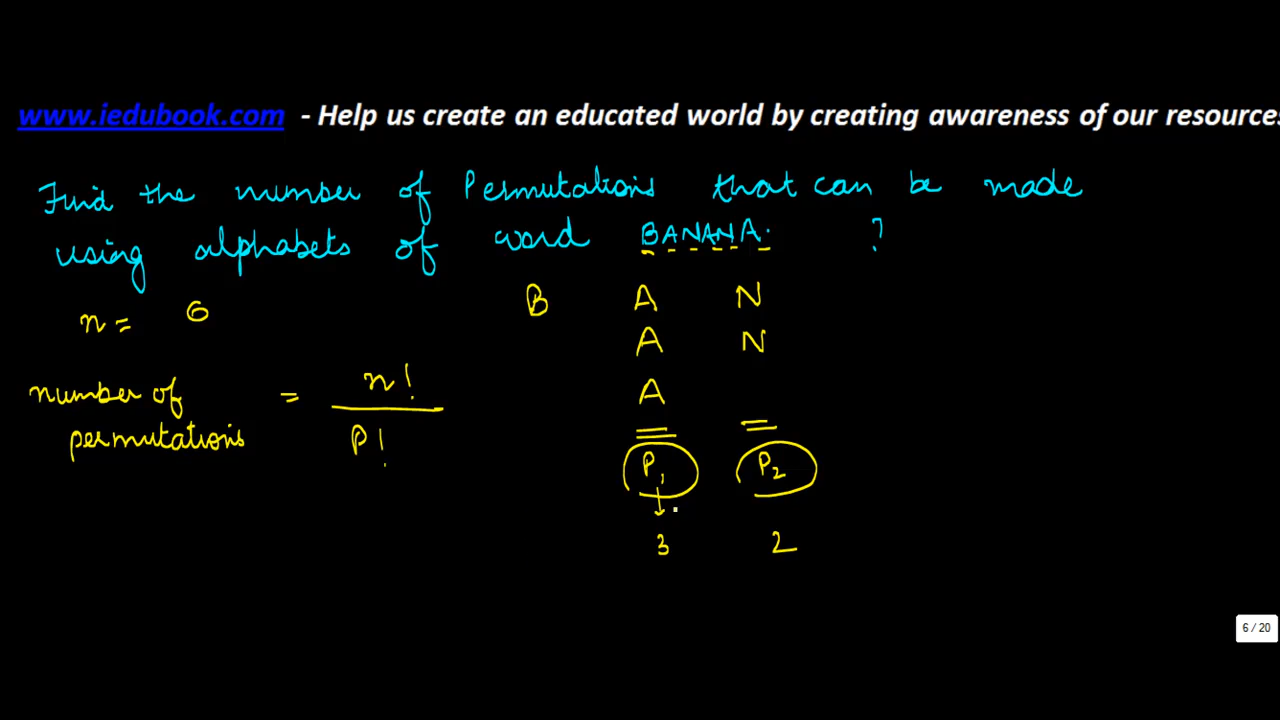 www.iedubook.com - Help us create an educated world by creating awareness of our resources
Find the number of Permutations that can be made
using alphabets of word BANANA. ?
n = 6
B A N
A N
A
number of = n!
permutations P!
P1 P2
3 2
6 / 20